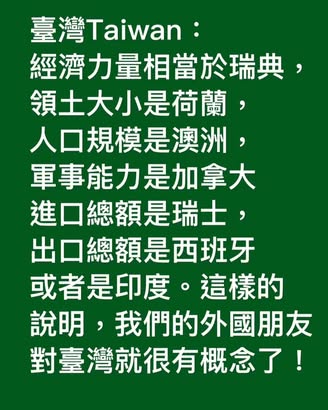 臺灣Taiwan：
經濟力量相當於瑞典，
領土大小是荷蘭，
人口規模是澳洲，
軍事能力是加拿大
進口總額是瑞士，
出口總額是西班牙
或者是印度。這樣的
說明，我們的外國朋友
對臺灣就很有概念了！